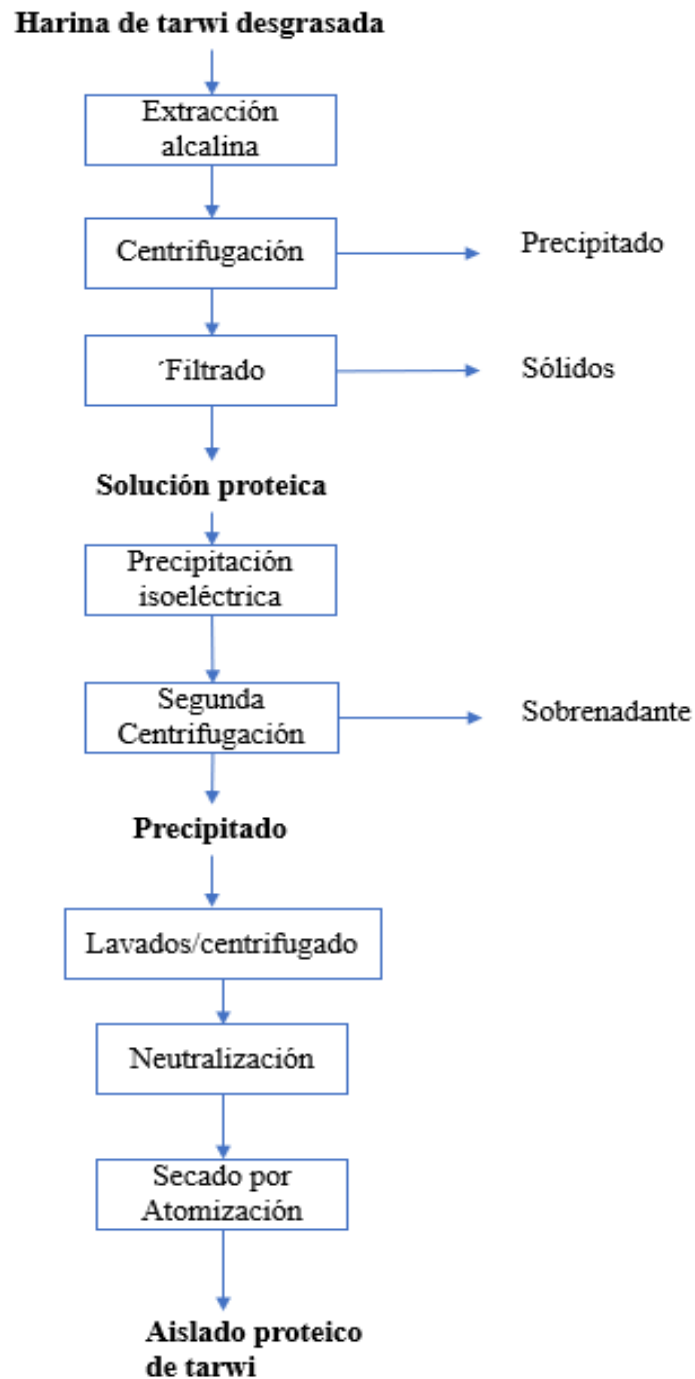 Harina de tarwi desgrasada
Extracción
alcalina
Centrifugación
Precipitado
´Filtrado
Sólidos
Solución proteica
Precipitación
isoeléctrica
Segunda
Centrifugación
Sobrenadante
Precipitado
Lavados/centrifugado
Neutralización
Secado por
Atomización
Aislado proteico
de tarwi